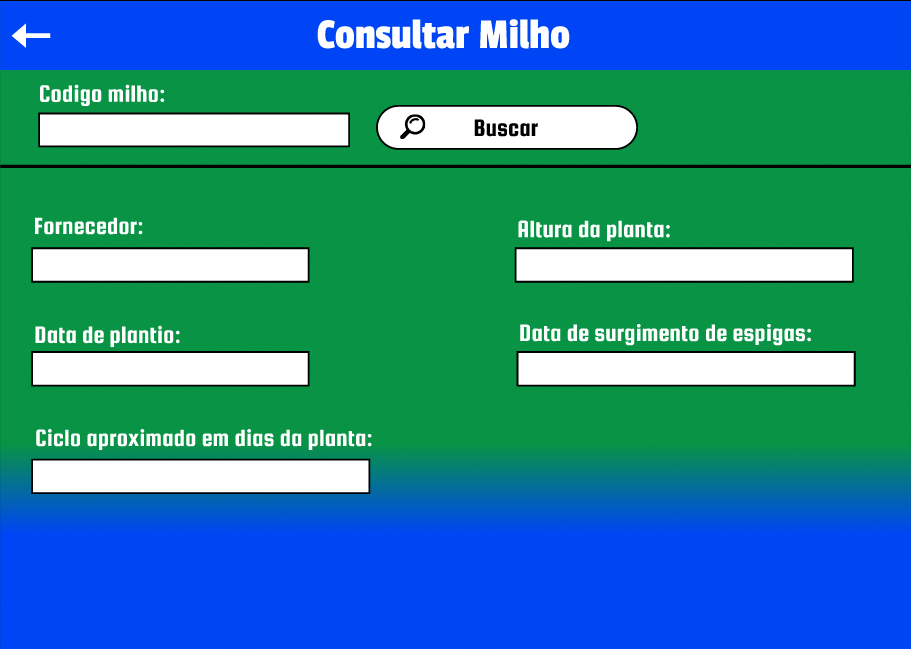 Consultar Milho
Codigo milho:
Buscar
Fornecedor:
Altura da planta:
Data de plantio:
Data de surgimento de espigas:
Ciclo aproximado em dias da planta: